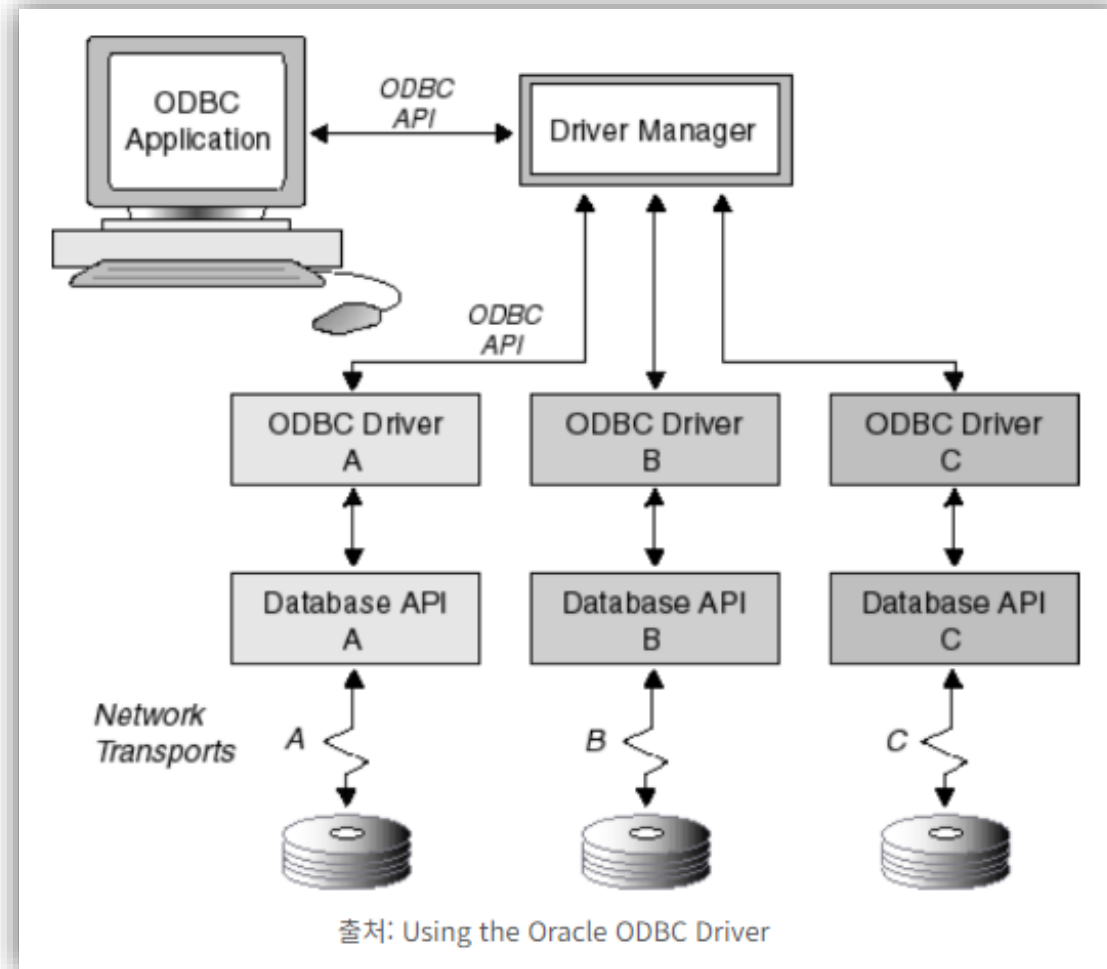 ODBC
Application
ODBC
API
Driver Manager
ODBC
API
ODBC Driver
A
ODBC Driver
B
ODBC Driver
C
Database API
A
Database API
B
Database API
C
Network
Transports
A
B
C
출처: Using the Oracle ODBC Driver